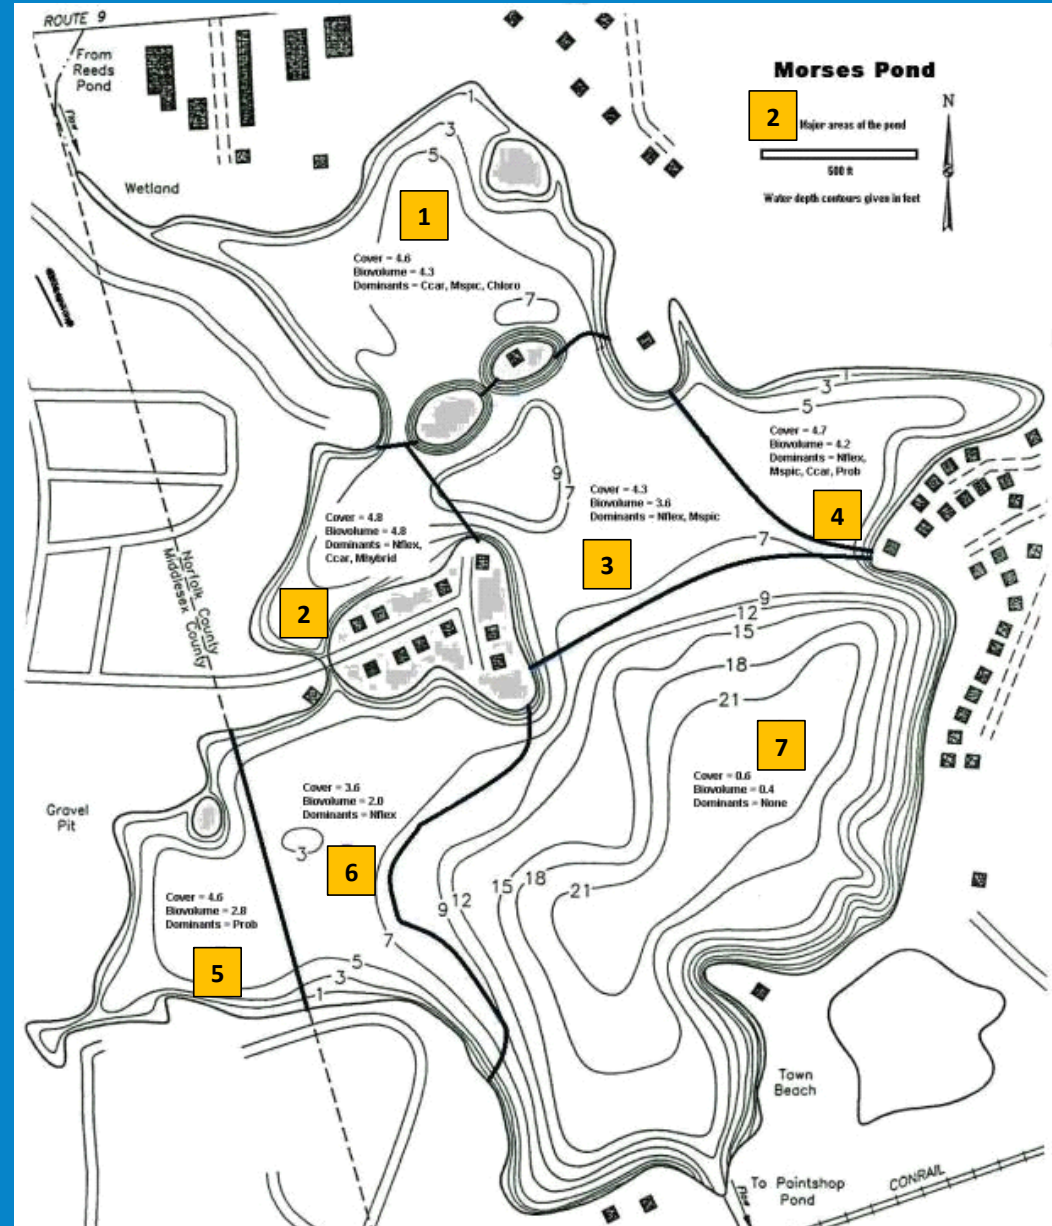 ROUTE 9
From
Reeds
Pond
Flow
Wetland
Morses Pond
2
Major areas of the pond
500 ft
Water depth contours given in feet
N
1
3
5
1
Cover = 4.6
Biovolume = 4.3
Dominants = Ccar, Mspic, Chloro
7
1
3
5
Cover = 4.7
Biovolume = 4.2
Dominants = Nflex,
Mspic, Ccar, Prob
4
9
7
Cover = 4.3
Biovolume = 3.6
Dominants = Nflex, Mspic
3
Cover = 4.8
Biovolume = 4.8
Dominants = Nflex,
Ccar, Mhybrid
2
Norfolk County
Middlesex County
7
9
12
15
18
21
7
Cover = 0.6
Biovolume = 0.4
Dominants = None
Gravel
Pit
Cover = 3.6
Biovolume = 2.0
Dominants = Nflex
3
6
Cover = 4.6
Biovolume = 2.8
Dominants = Prob
5
5
3
1
7
9
12
15
18
21
Town
Beach
To Paintshop
Pond
Flow
CONRAIL